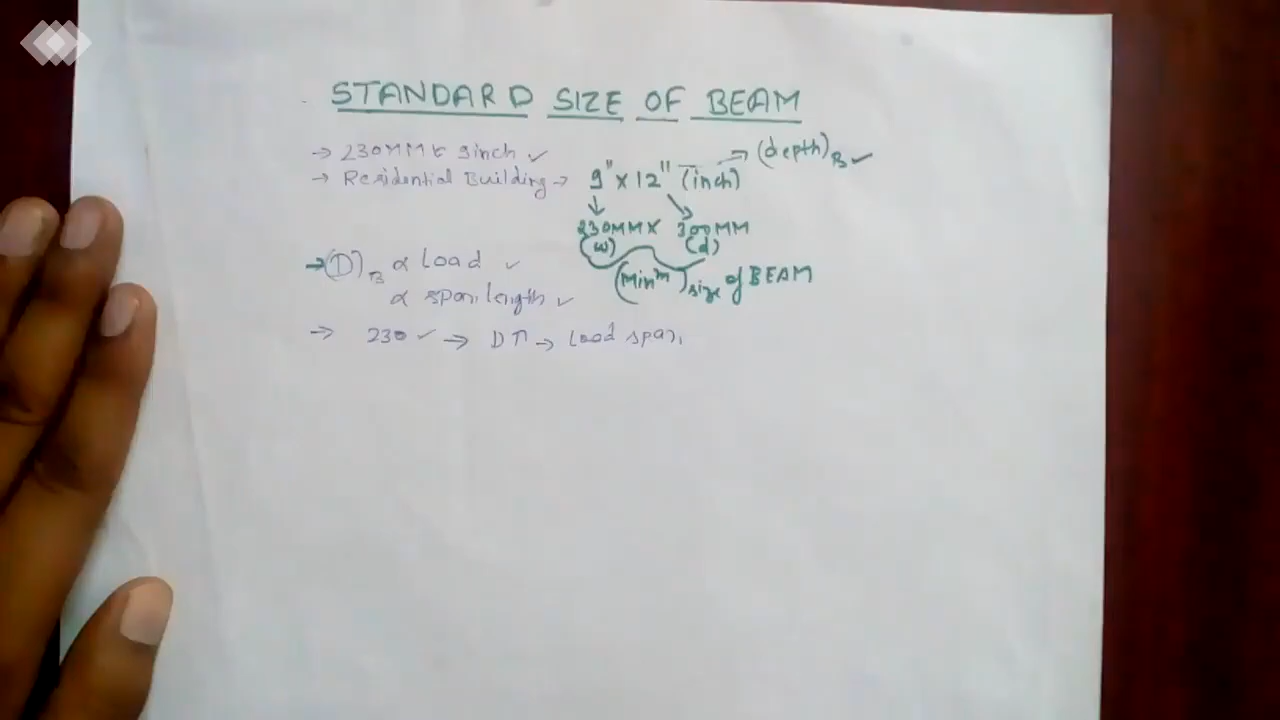 STANDARD SIZE OF BEAM
→ 230MM & 9inch ✓
→ Residential Building → 9" x 12" (inch) → (depth)B ✓
230MM x 300MM
(w) (d)
(Minm)size of BEAM
→ (D)B α load ✓
α span length ✓
→ 230 ✓ → D↑ → load span,